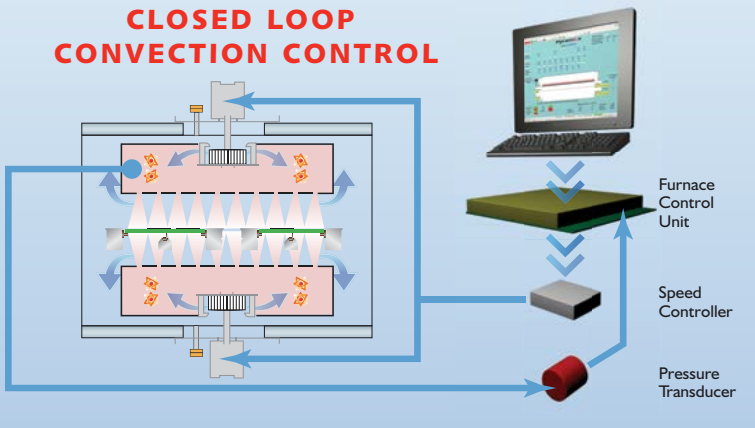 CLOSED LOOP
CONVECTION CONTROL
Furnace
Control
Unit
Speed
Controller
Pressure
Transducer